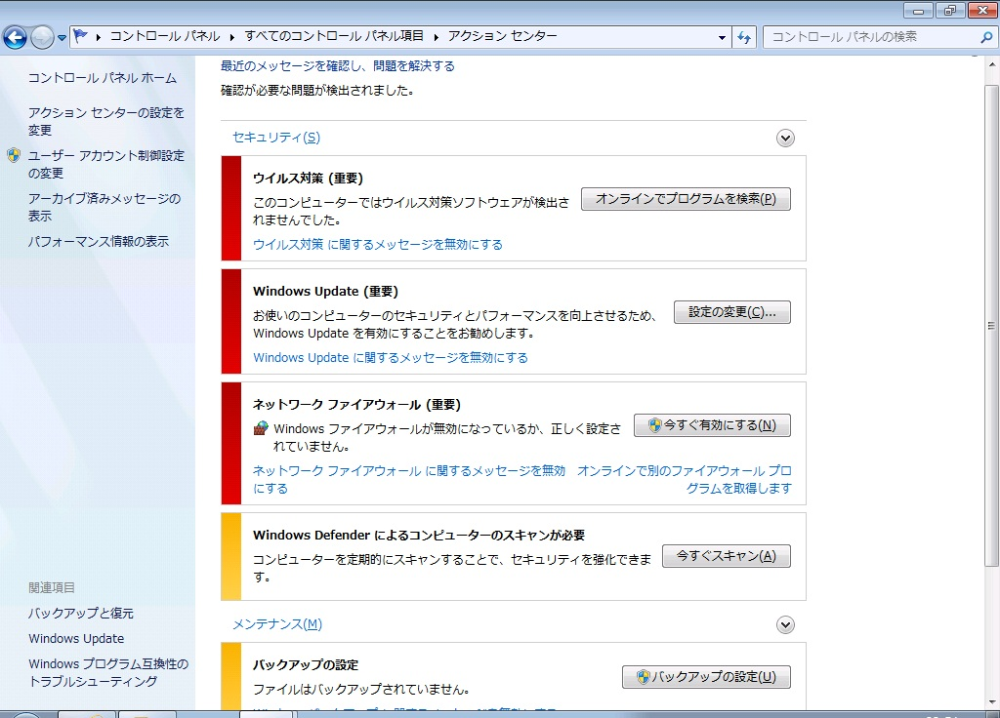 コントロール パネル ▸ すべてのコントロール パネル項目 ▸ アクション センター
コントロール パネルの検索
コントロール パネル ホーム
アクション センターの設定を
変更
ユーザー アカウント制御設定
の変更
アーカイブ済みメッセージの
表示
パフォーマンス情報の表示
関連項目
バックアップと復元
Windows Update
Windows プログラム互換性の
トラブルシューティング
最近のメッセージを確認し、問題を解決する
確認が必要な問題が検出されました。
セキュリティ(S)
ウイルス対策 (重要)
このコンピューターではウイルス対策ソフトウェアが検出さ
れませんでした。
オンラインでプログラムを検索(P)
ウイルス対策 に関するメッセージを無効にする
Windows Update (重要)
お使いのコンピューターのセキュリティとパフォーマンスを向上させるため、
Windows Update を有効にすることをお勧めします。
設定の変更(C)...
Windows Update に関するメッセージを無効にする
ネットワーク ファイアウォール (重要)
Windows ファイアウォールが無効になっているか、正しく設定さ
れていません。
今すぐ有効にする(N)
ネットワーク ファイアウォール に関するメッセージを無効
にする
オンラインで別のファイアウォール プロ
グラムを取得します
Windows Defender によるコンピューターのスキャンが必要
コンピューターを定期的にスキャンすることで、セキュリティを強化できま
す。
今すぐスキャン(A)
メンテナンス(M)
バックアップの設定
ファイルはバックアップされていません。
バックアップの設定(U)